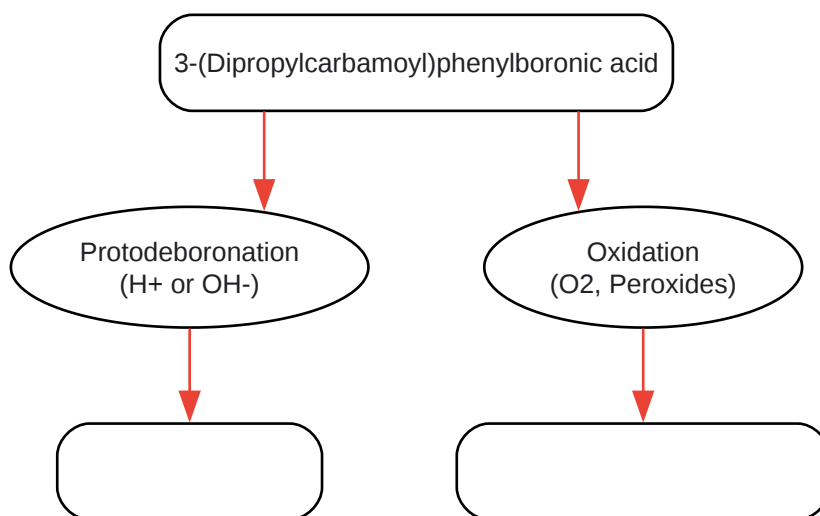 3-(Dipropylcarbamoyl)phenylboronic acid
Protodeboronation
(H+ or OH-)
Oxidation
(O2, Peroxides)